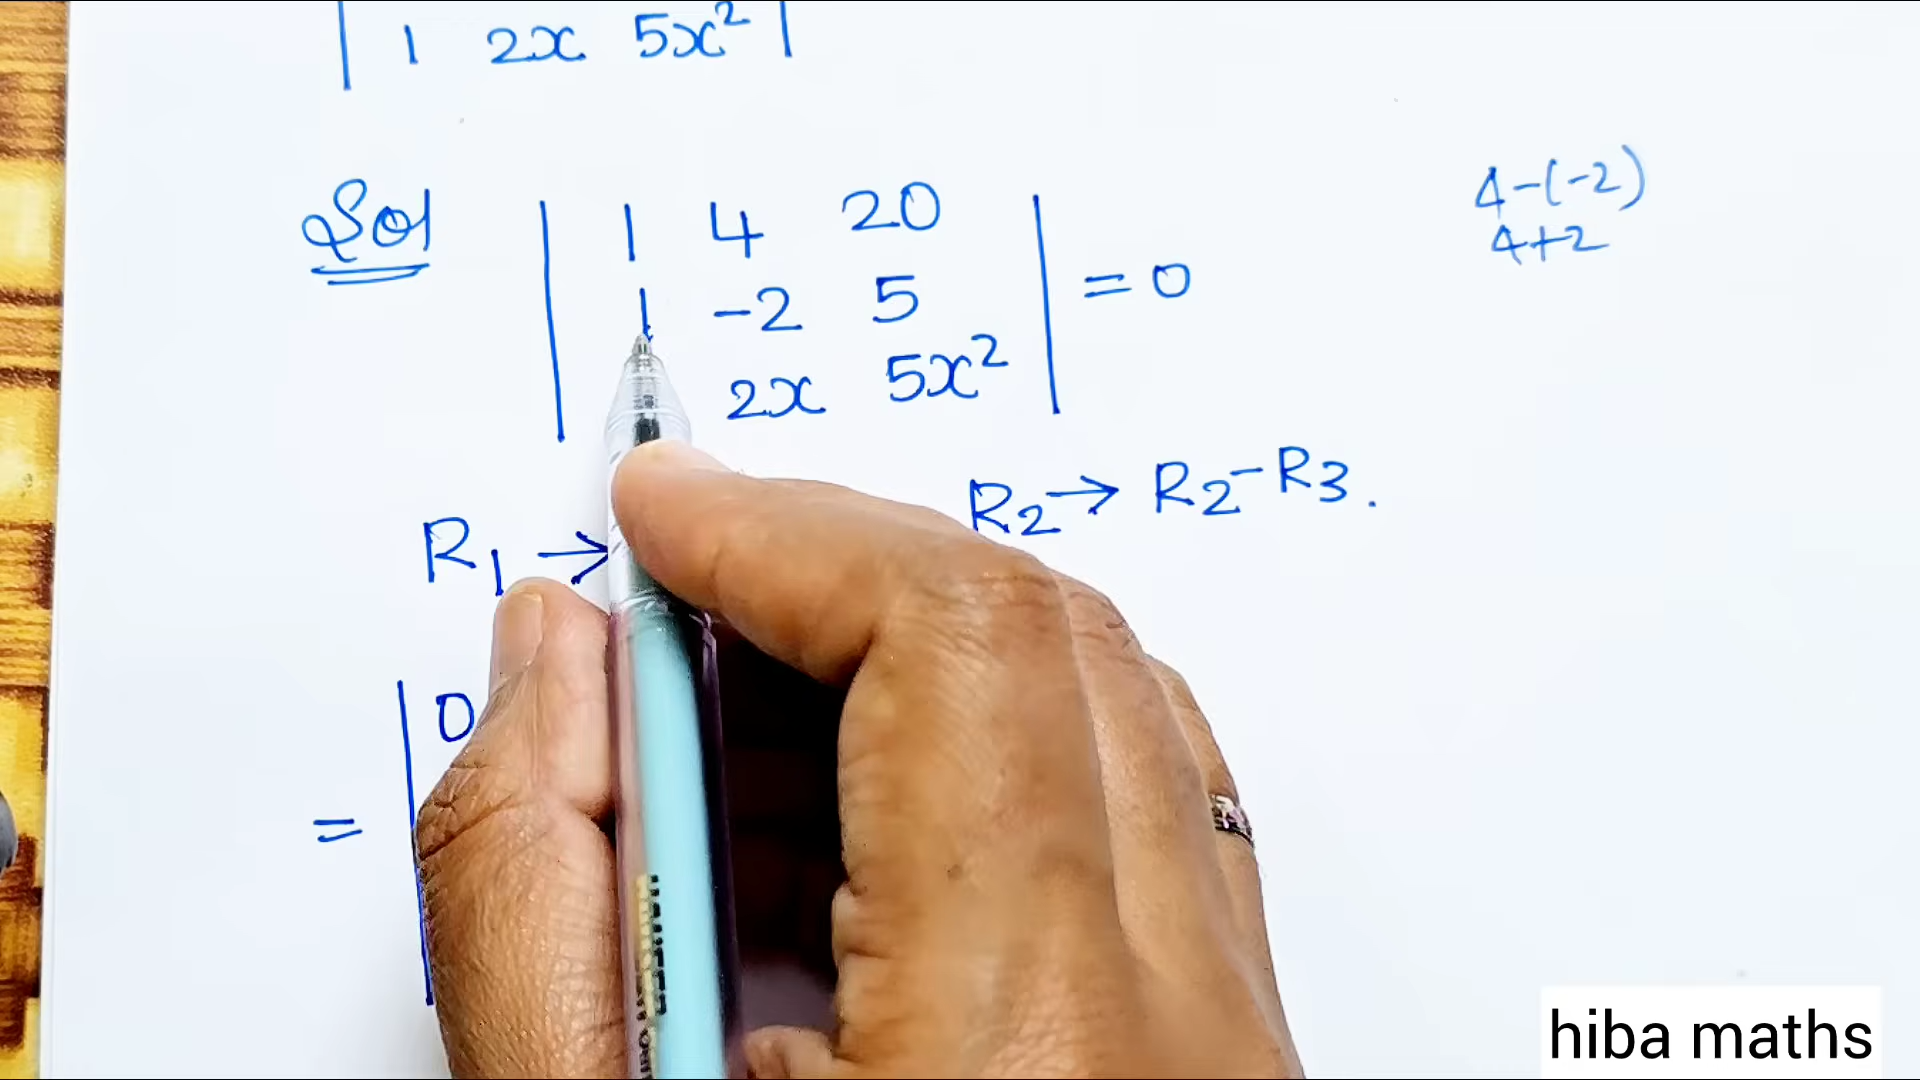 1 2x 5x²
Sol
1 4 20
1 -2 5 = 0
2x 5x²
4-(-2)
4+2
R₁ →
R₂ → R₂ - R₃.
0
=
hiba maths